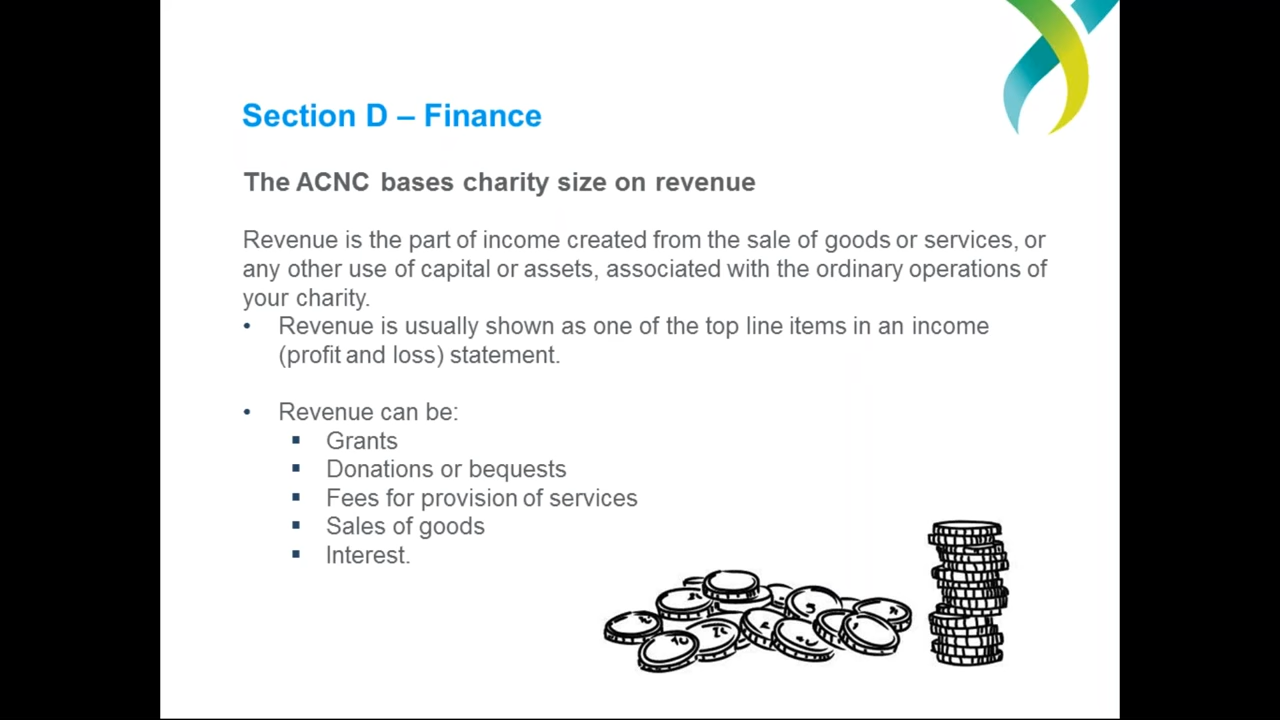 Section D – Finance
The ACNC bases charity size on revenue
Revenue is the part of income created from the sale of goods or services, or
any other use of capital or assets, associated with the ordinary operations of
your charity.
• Revenue is usually shown as one of the top line items in an income
(profit and loss) statement.
• Revenue can be:
▪ Grants
▪ Donations or bequests
▪ Fees for provision of services
▪ Sales of goods
▪ Interest.